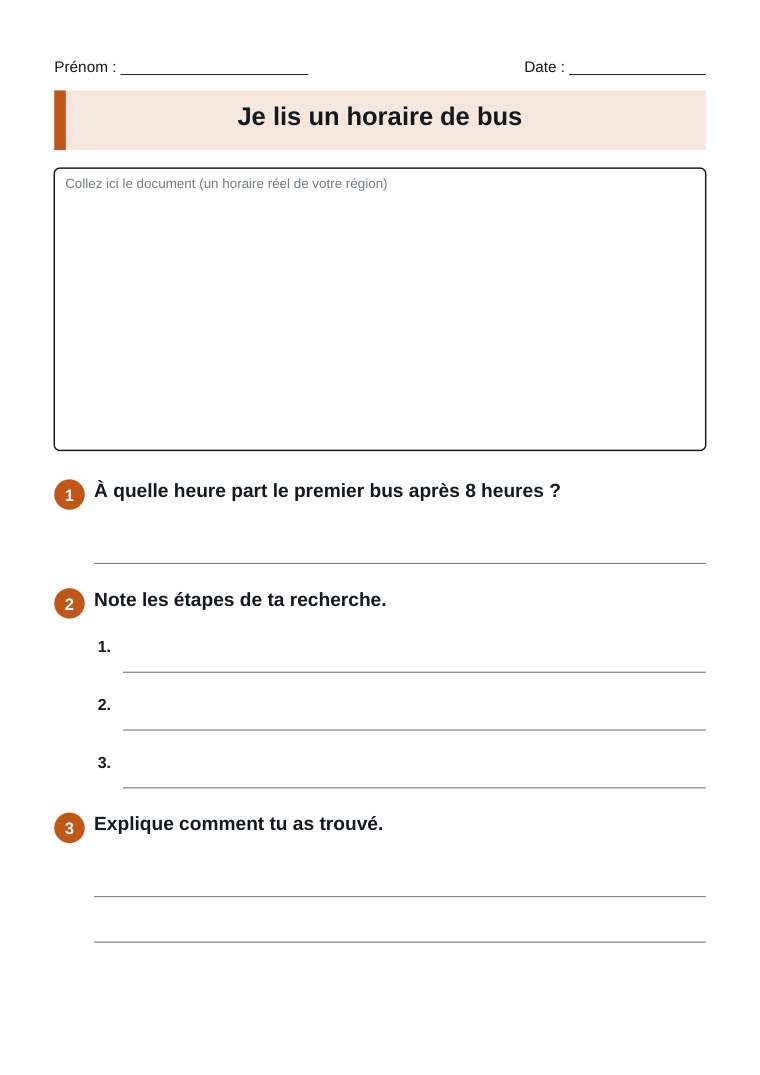 Prénom : ______________________ Date : ________________
Je lis un horaire de bus
Collez ici le document (un horaire réel de votre région)
1 À quelle heure part le premier bus après 8 heures ?
2 Note les étapes de ta recherche.
1.
2.
3.
3 Explique comment tu as trouvé.